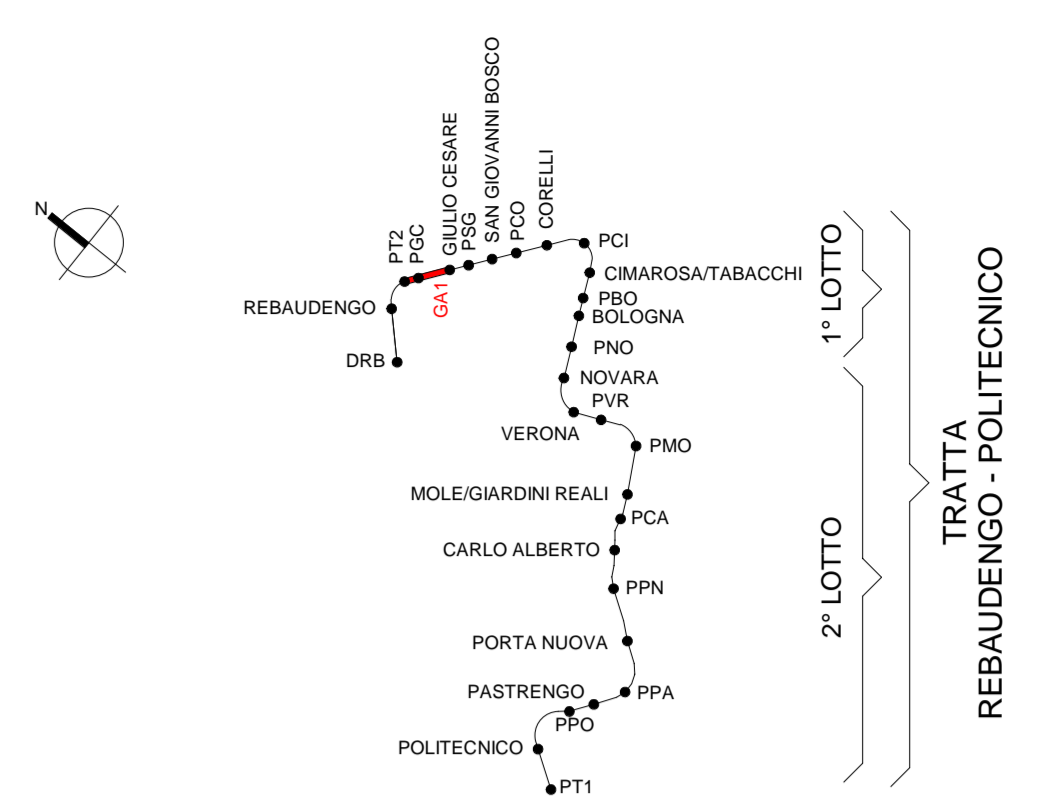 N
PT2
PGC
GIULIO CESARE
PSG
SAN GIOVANNI BOSCO
PCO
CORELLI
GA1
PCI
CIMAROSA/TABACCHI
REBAUDENGO
PBO
BOLOGNA
DRB
PNO
NOVARA
PVR
VERONA
PMO
MOLE/GIARDINI REALI
PCA
CARLO ALBERTO
PPN
PORTA NUOVA
PASTRENGO
PPA
PPO
POLITECNICO
PT1
1° LOTTO
2° LOTTO
TRATTA
REBAUDENGO - POLITECNICO